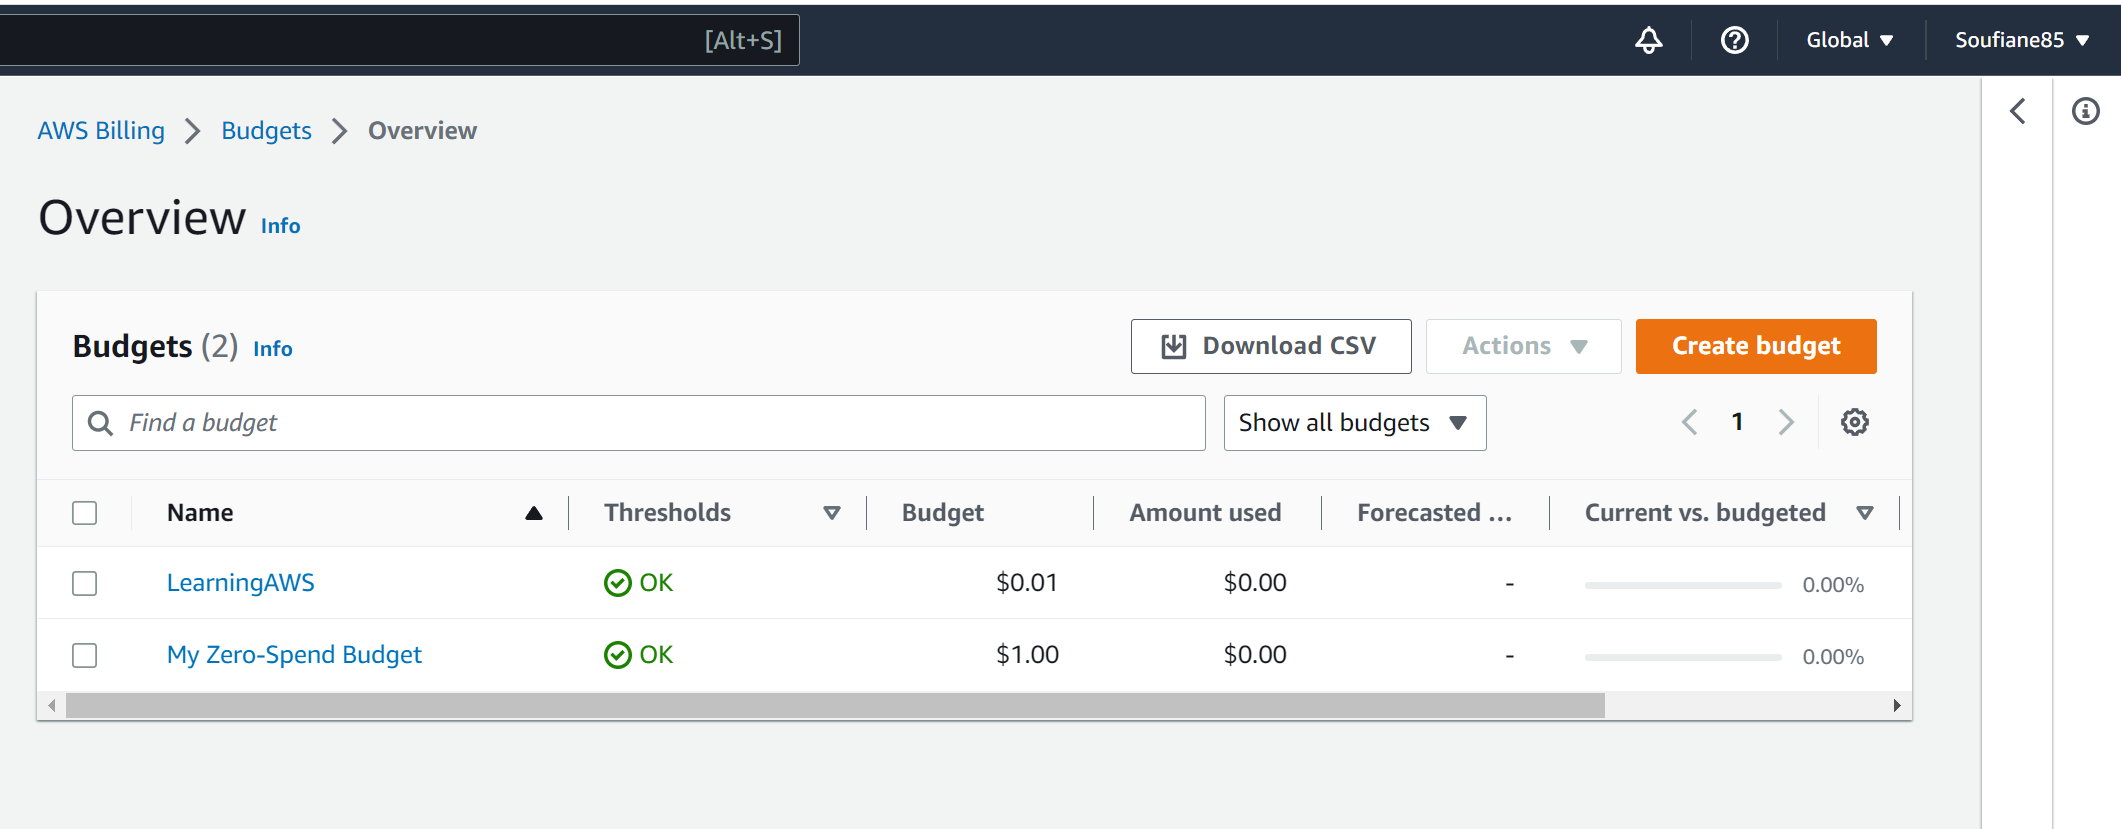 [Alt+S]
Global
Soufiane85
AWS Billing
Budgets
Overview
Overview Info
Budgets (2) Info
Download CSV
Actions
Create budget
Find a budget
Show all budgets
1
Name
Thresholds
Budget
Amount used
Forecasted ...
Current vs. budgeted
LearningAWS
OK
$0.01
$0.00
-
0.00%
My Zero-Spend Budget
OK
$1.00
$0.00
-
0.00%